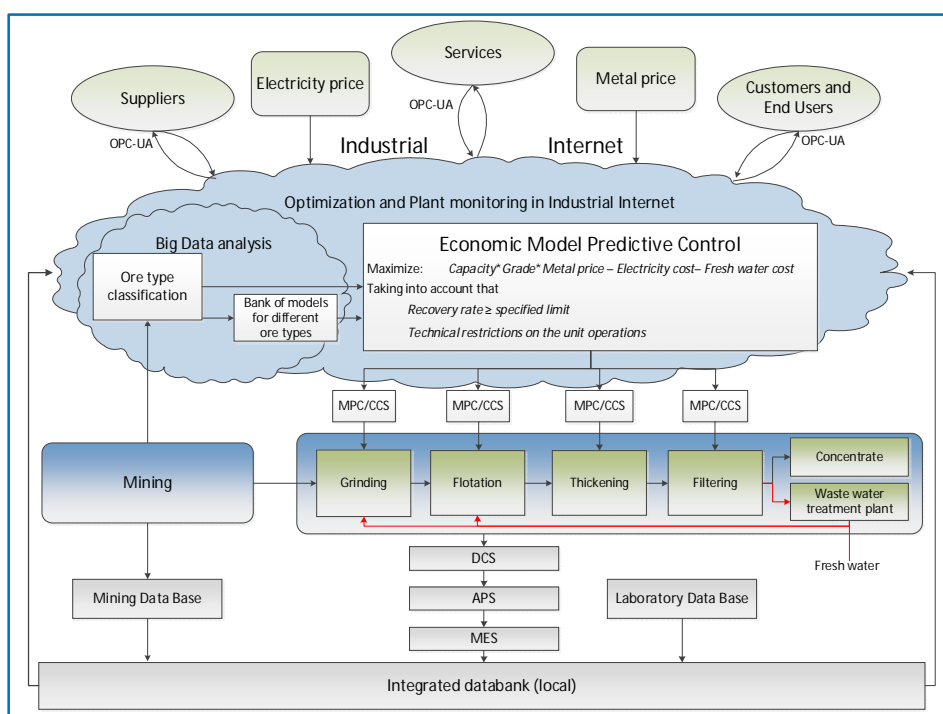 Services
Electricity price
Metal price
Suppliers
Customers and
End Users
OPC-UA
OPC-UA
OPC-UA
Industrial
Internet
Optimization and Plant monitoring in Industrial Internet
Big Data analysis
Ore type
classification
Bank of models
for different
ore types
Economic Model Predictive Control
Maximize: Capacity* Grade* Metal price – Electricity cost– Fresh water cost
Taking into account that
Recovery rate ≥ specified limit
Technical restrictions on the unit operations
MPC/CCS
MPC/CCS
MPC/CCS
MPC/CCS
Mining
Grinding
Flotation
Thickening
Filtering
Concentrate
Waste water
treatment plant
Fresh water
DCS
APS
MES
Mining Data Base
Laboratory Data Base
Integrated databank (local)